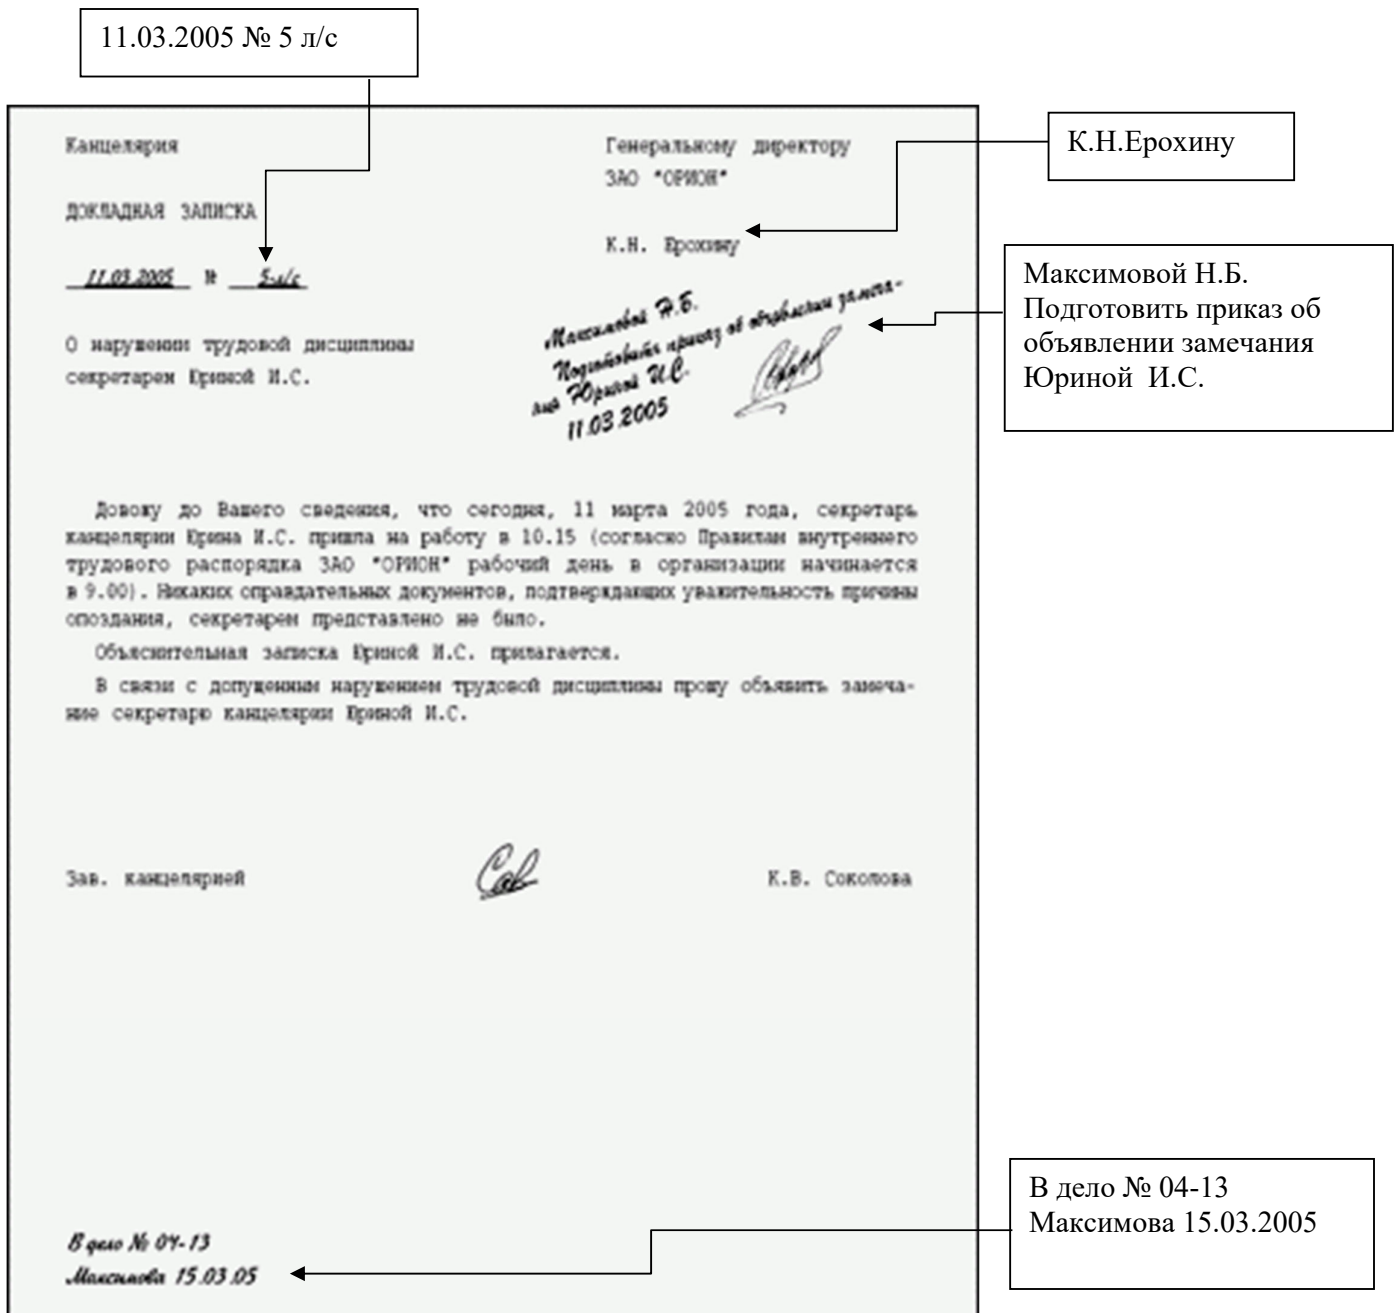 11.03.2005 № 5 л/с
Канцелярия
Генеральному директору
ЗАО "ОРИОН"
К.Н.Ерохину
ДОКЛАДНАЯ ЗАПИСКА
К.Н. Ерохину
11.03.2005 № 5-л/с
Максимовой Н.Б.
Подготовить приказ об объявлении замеча-
ния Юриной И.С.
11.03.2005
Максимовой Н.Б.
Подготовить приказ об
объявлении замечания
Юриной И.С.
О нарушении трудовой дисциплины
секретарем Юриной И.С.
Довожу до Вашего сведения, что сегодня, 11 марта 2005 года, секретарь
канцелярии Юрина И.С. пришла на работу в 10.15 (согласно Правилам внутреннего
трудового распорядка ЗАО "ОРИОН" рабочий день в организации начинается
в 9.00). Никаких оправдательных документов, подтверждающих уважительность причины
опоздания, секретарем представлено не было.
Объяснительная записка Юриной И.С. прилагается.
В связи с допущенным нарушением трудовой дисциплины прошу объявить замеча-
ние секретарю канцелярии Юриной И.С.
Зав. канцелярией
К.В. Соколова
В дело № 04-13
Максимова 15.03.2005
В дело № 04-13
Максимова 15.03.05